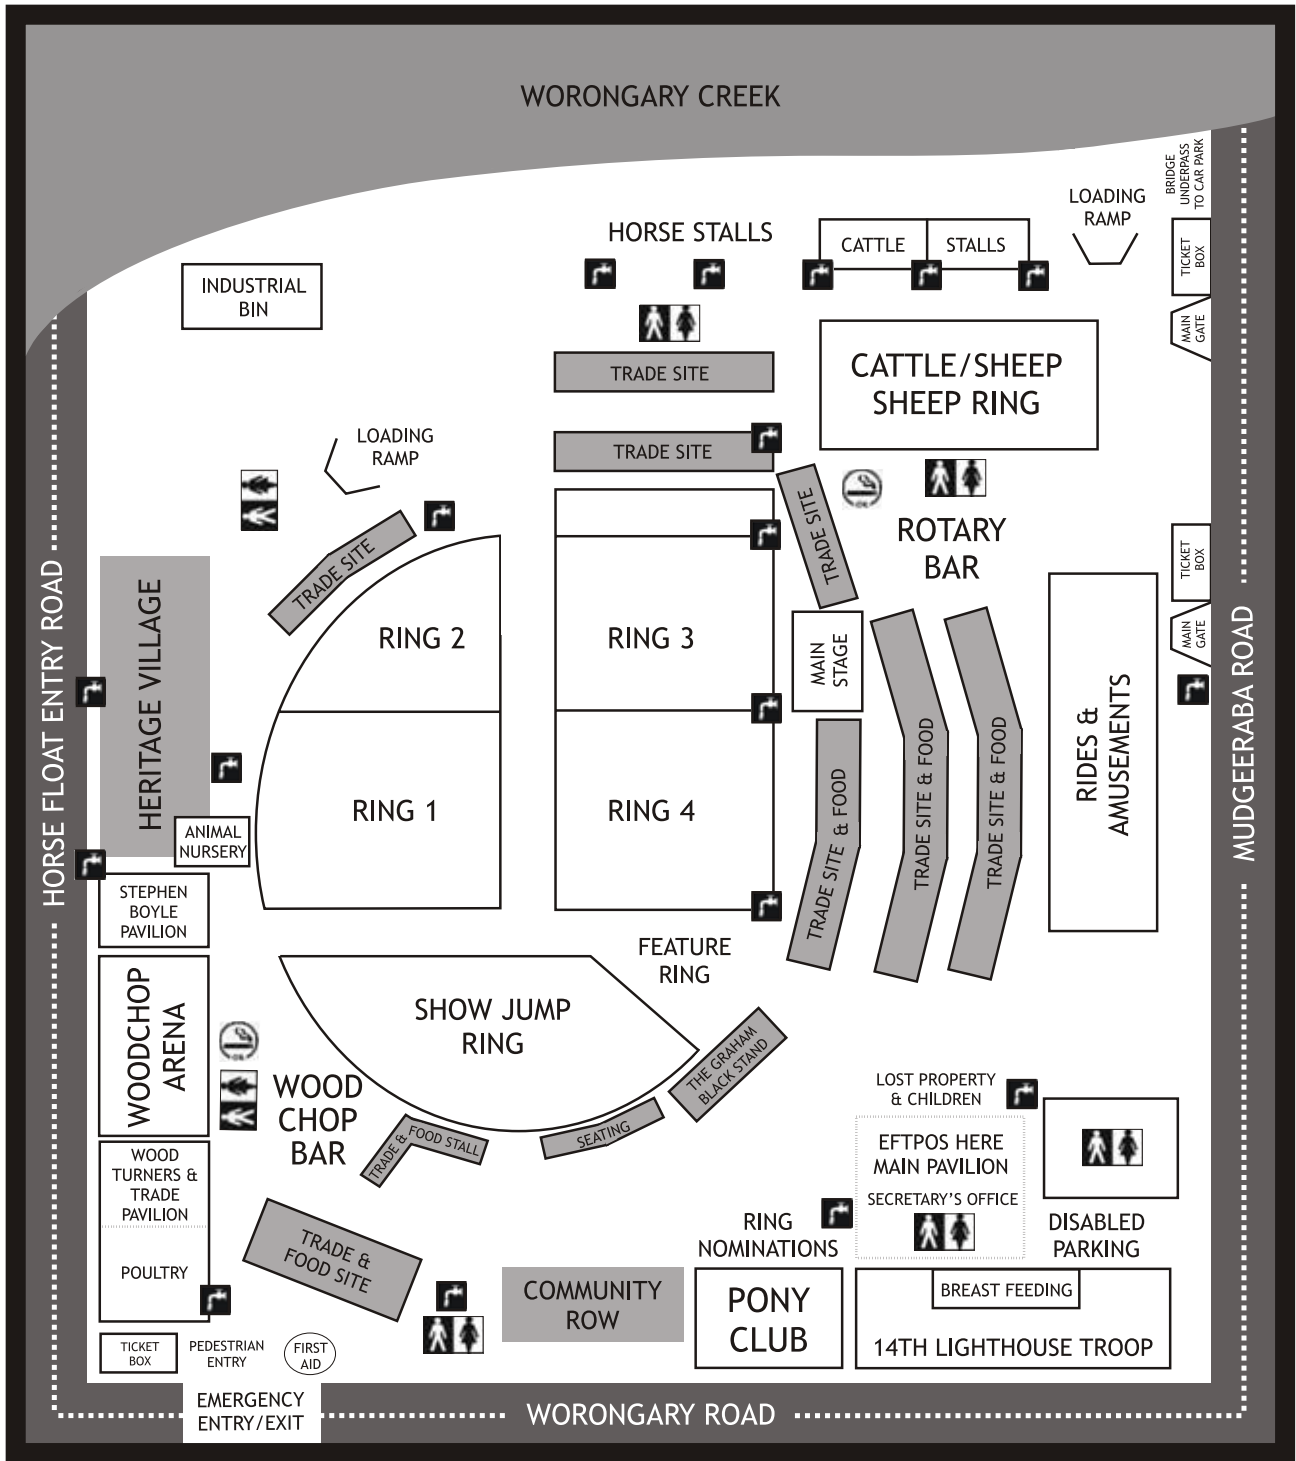 WORONGARY CREEK
BRIDGE
UNDERPASS
TO CAR PARK
LOADING
RAMP
HORSE STALLS
CATTLE
STALLS
TICKET
BOX
INDUSTRIAL
BIN
MAIN
GATE
TRADE SITE
CATTLE/SHEEP
SHEEP RING
LOADING
RAMP
TRADE SITE
TRADE SITE
ROTARY
BAR
TICKET
BOX
TRADE SITE
HORSE FLOAT ENTRY ROAD
HERITAGE VILLAGE
RING 2
RING 3
MAIN
STAGE
MAIN
GATE
MUDGEERABA ROAD
RIDES &
AMUSEMENTS
RING 1
RING 4
TRADE SITE & FOOD
TRADE SITE & FOOD
TRADE SITE & FOOD
ANIMAL
NURSERY
STEPHEN
BOYLE
PAVILION
FEATURE
RING
WOODCHOP
ARENA
SHOW JUMP
RING
THE GRAHAM
BLACK STAND
WOOD
CHOP
BAR
TRADE &
FOOD STALL
SEATING
LOST PROPERTY
& CHILDREN
EFTPOS HERE
MAIN PAVILION
SECRETARY'S OFFICE
WOOD
TURNERS &
TRADE
PAVILION
POULTRY
TRADE &
FOOD SITE
RING
NOMINATIONS
DISABLED
PARKING
COMMUNITY
ROW
PONY
CLUB
BREAST FEEDING
14TH LIGHTHOUSE TROOP
TICKET
BOX
PEDESTRIAN
ENTRY
FIRST
AID
EMERGENCY
ENTRY/EXIT
WORONGARY ROAD